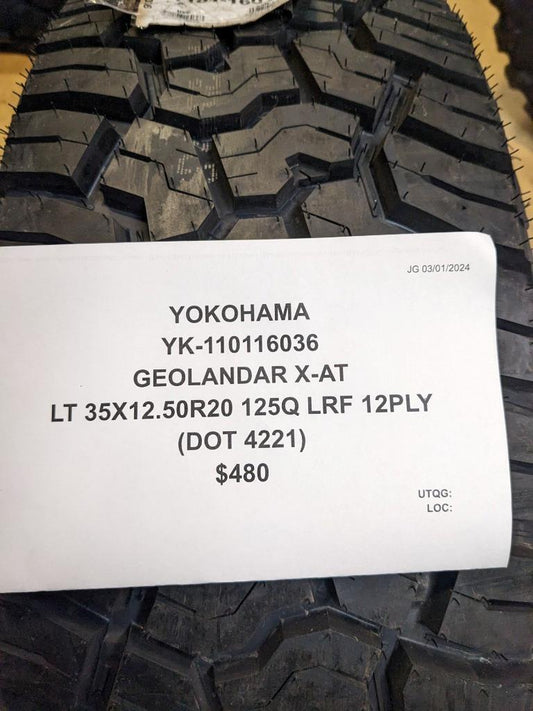 JG 03/01/2024
YOKOHAMA
YK-110116036
GEOLANDAR X-AT
LT 35X12.50R20 125Q LRF 12PLY
(DOT 4221)
$480
UTQG:
LOC: